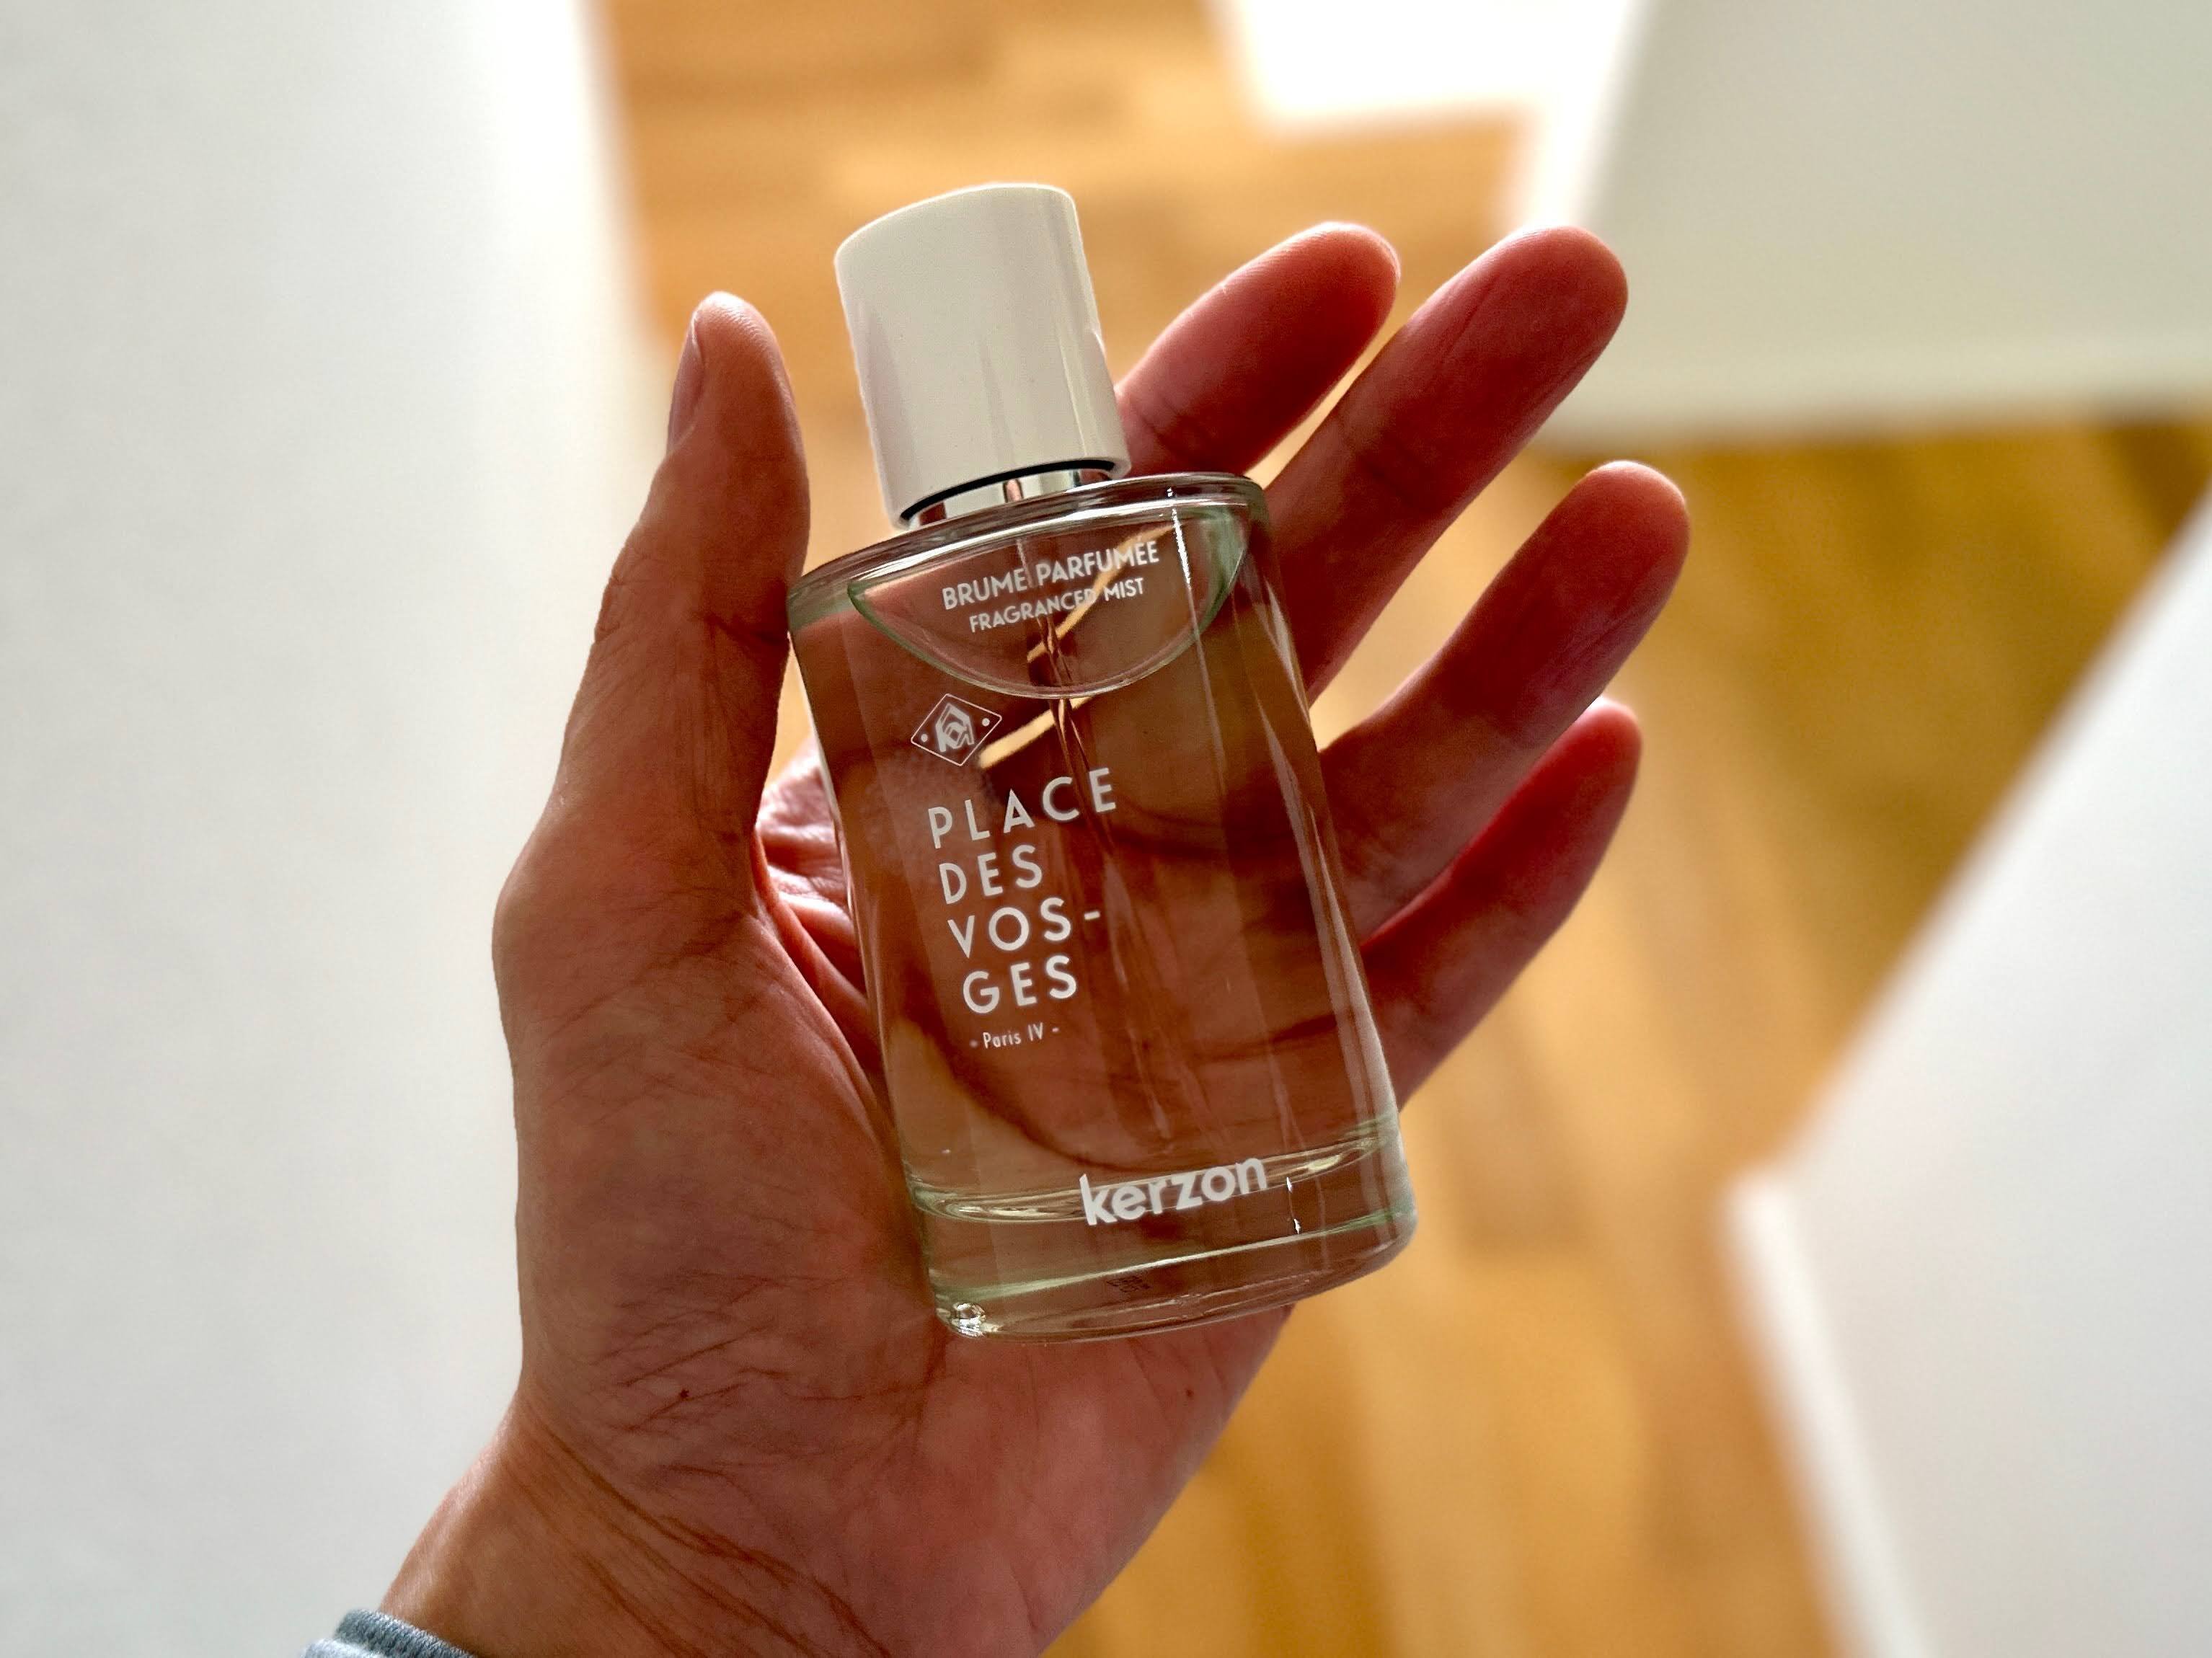 BRUME PARFUMÉE
FRAGRANCED MIST
PLACE
DES
VOS-
GES
- Paris IV -
kerzon